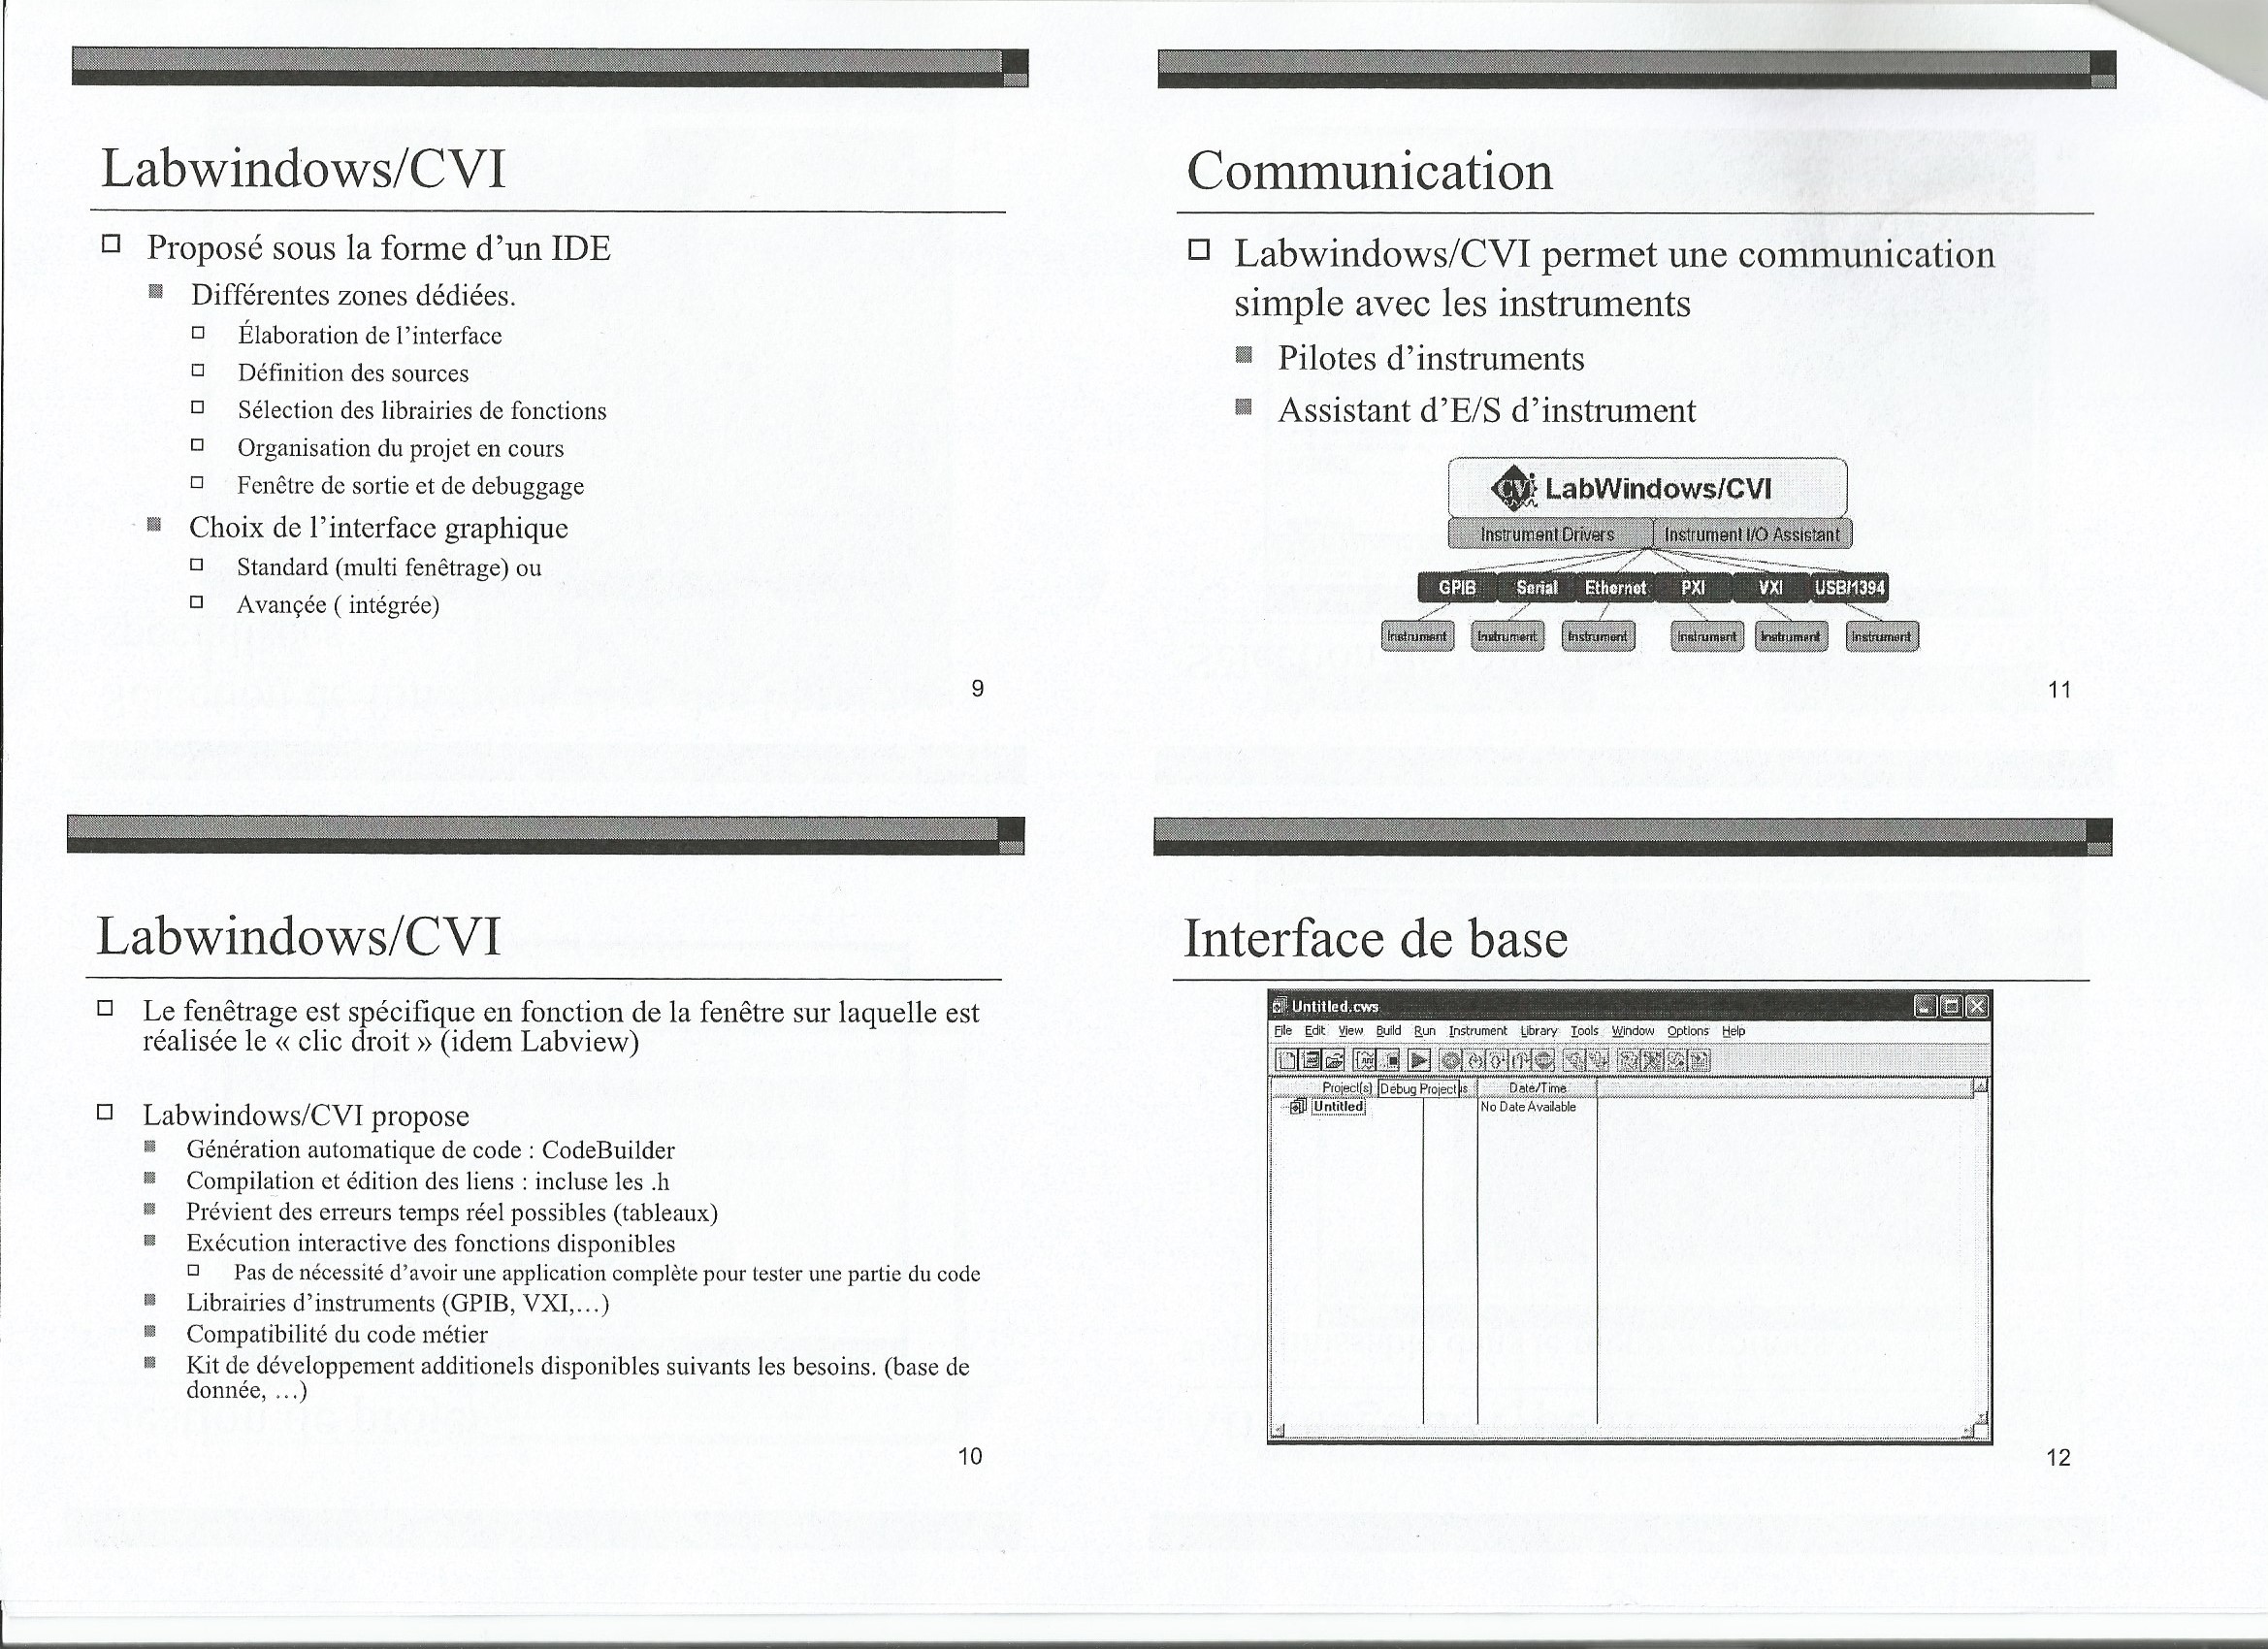 Labwindows/CVI
Proposé sous la forme d'un IDE
Différentes zones dédiées.
Élaboration de l'interface
Définition des sources
Sélection des librairies de fonctions
Organisation du projet en cours
Fenêtre de sortie et de debuggage
Choix de l'interface graphique
Standard (multi fenêtrage) ou
Avançée ( intégrée)
9
Labwindows/CVI
Le fenêtrage est spécifique en fonction de la fenêtre sur laquelle est
réalisée le « clic droit » (idem Labview)
Labwindows/CVI propose
Génération automatique de code : CodeBuilder
Compilation et édition des liens : incluse les .h
Prévient des erreurs temps réel possibles (tableaux)
Exécution interactive des fonctions disponibles
Pas de nécessité d'avoir une application complète pour tester une partie du code
Librairies d'instruments (GPIB, VXI,…)
Compatibilité du code métier
Kit de développement additionels disponibles suivants les besoins. (base de
donnée, …)
10
Communication
Labwindows/CVI permet une communication
simple avec les instruments
Pilotes d'instruments
Assistant d'E/S d'instrument
CVI LabWindows/CVI
Instrument Drivers Instrument I/O Assistant
GPIB Serial Ethernet PXI VXI USB/1394
Instrument Instrument Instrument Instrument Instrument Instrument
11
Interface de base
Untitled.cws
File Edit View Build Run Instrument Library Tools Window Options Help
Project(s) Debug Project Date/Time
Untitled No Date Available
12